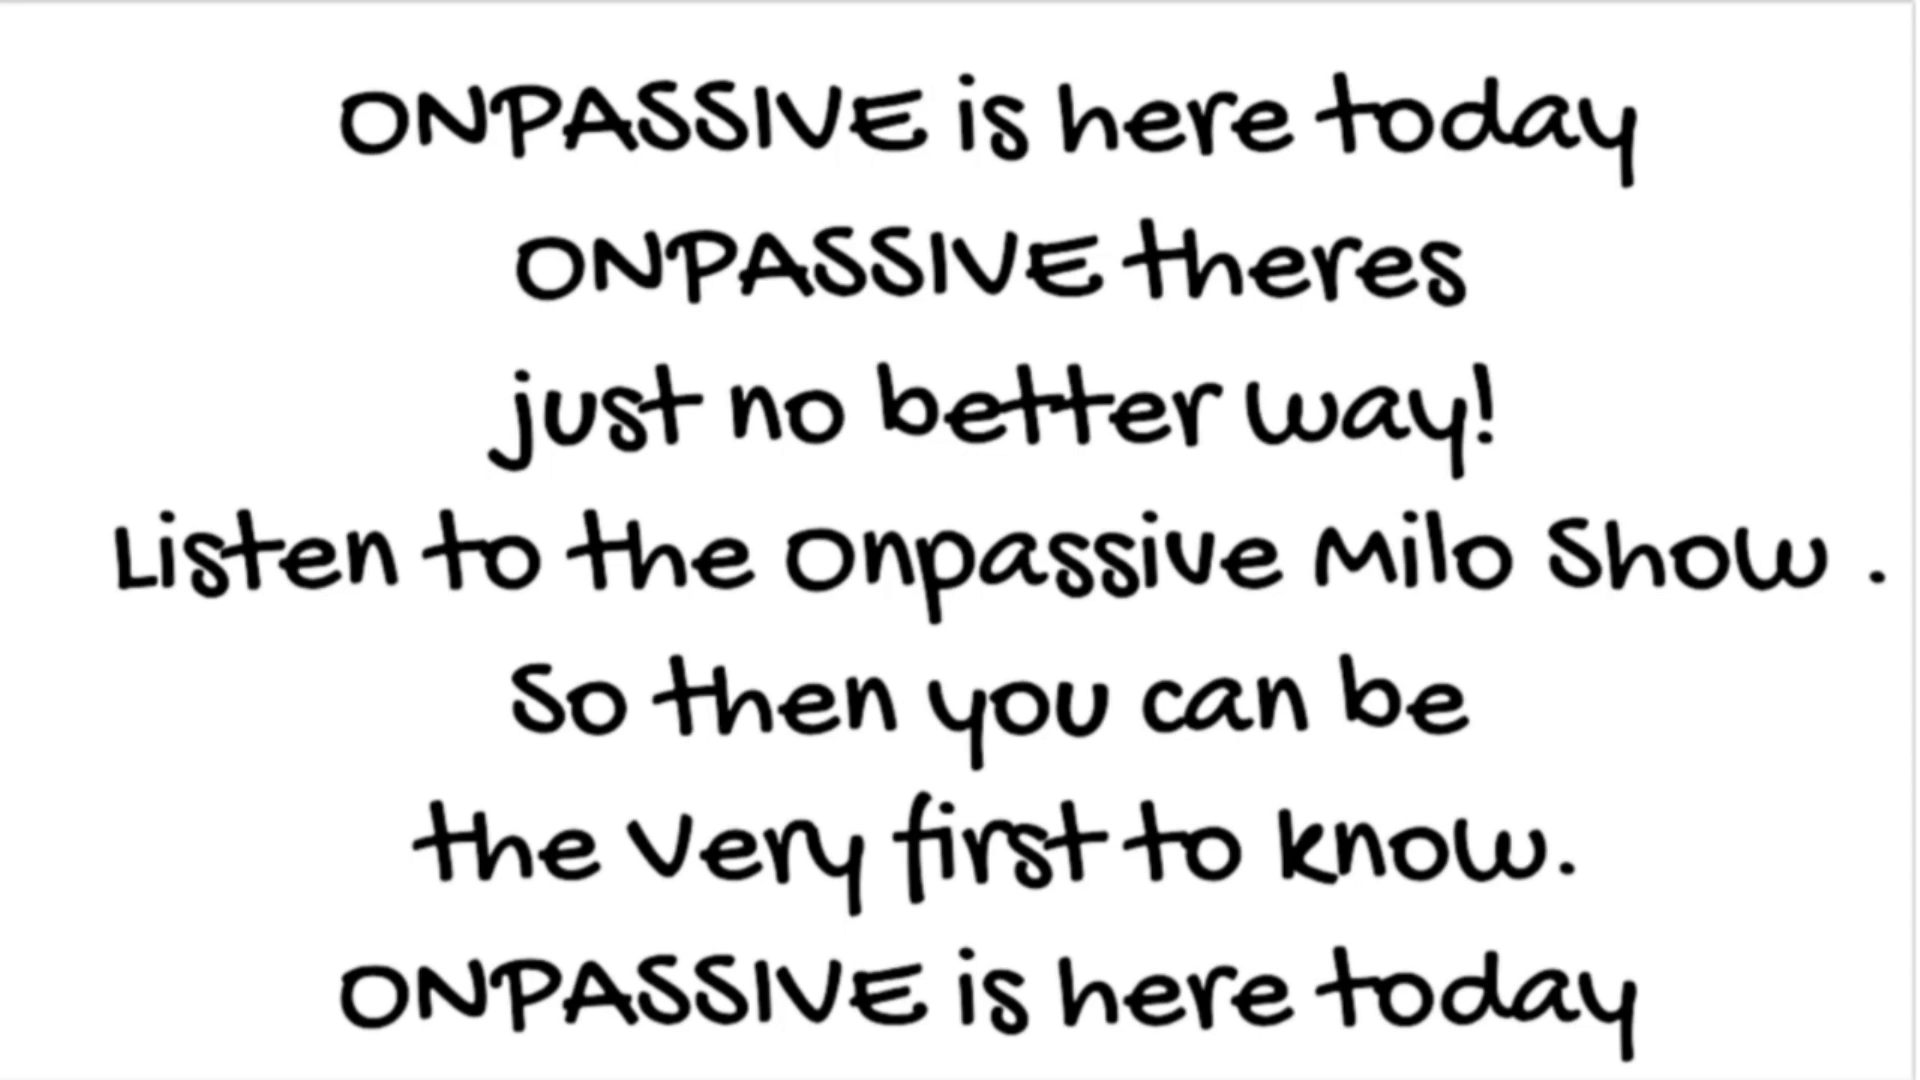 ONPASSIVE is here today
ONPASSIVE theres
just no better way!
Listen to the Onpassive Milo Show .
So then you can be
the very first to know.
ONPASSIVE is here today